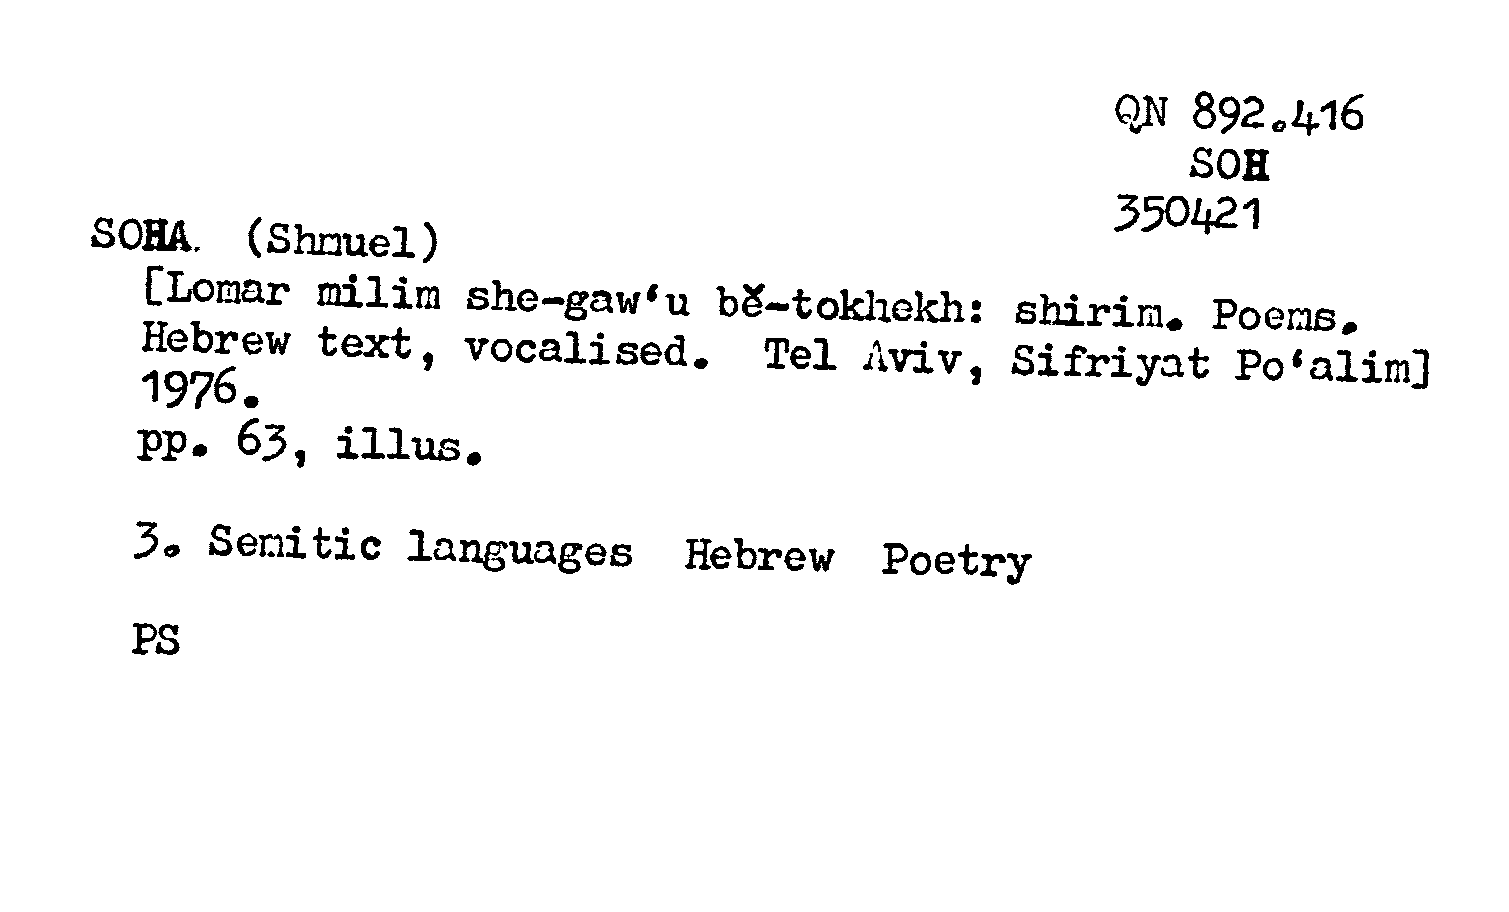 QN 892.416
SOH
350421
SOHA. (Shmuel)
[Lomar milim she-gaw‘u bĕ-tokhekh: shirim. Poems.
Hebrew text, vocalised. Tel Aviv, Sifriyat Po‘alim]
1976.
pp. 63, illus.
3. Semitic languages Hebrew Poetry
PS